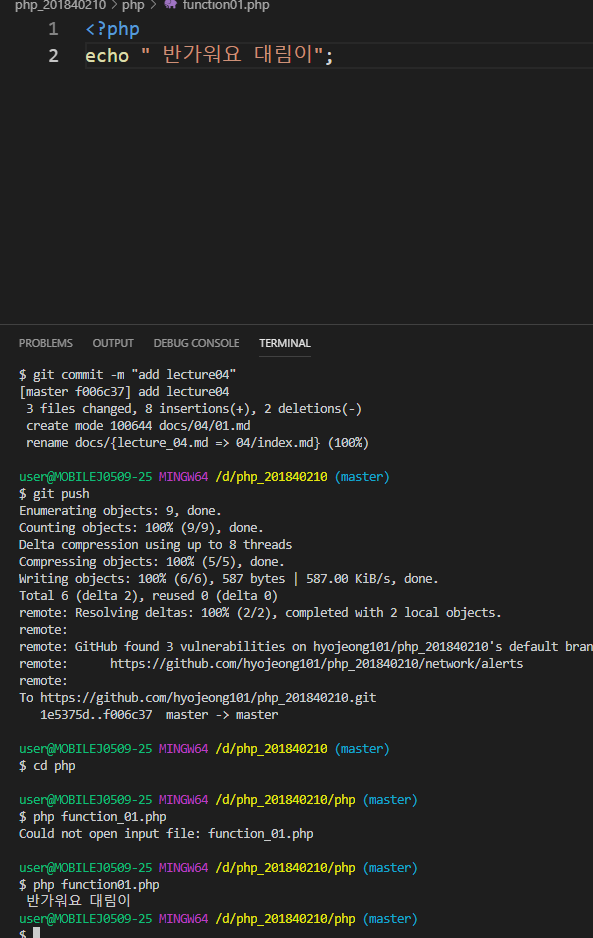 php_201840210 > php > function01.php
1 <?php
2 echo " 반가워요 대림이";
PROBLEMS OUTPUT DEBUG CONSOLE TERMINAL
$ git commit -m "add lecture04"
[master f006c37] add lecture04
 3 files changed, 8 insertions(+), 2 deletions(-)
 create mode 100644 docs/04/01.md
 rename docs/{lecture_04.md => 04/index.md} (100%)
user@MOBILEJ0509-25 MINGW64 /d/php_201840210 (master)
$ git push
Enumerating objects: 9, done.
Counting objects: 100% (9/9), done.
Delta compression using up to 8 threads
Compressing objects: 100% (5/5), done.
Writing objects: 100% (6/6), 587 bytes | 587.00 KiB/s, done.
Total 6 (delta 2), reused 0 (delta 0)
remote: Resolving deltas: 100% (2/2), completed with 2 local objects.
remote:
remote: GitHub found 3 vulnerabilities on hyojeong101/php_201840210's default bran
remote:      https://github.com/hyojeong101/php_201840210/network/alerts
remote:
To https://github.com/hyojeong101/php_201840210.git
   1e5375d..f006c37  master -> master
user@MOBILEJ0509-25 MINGW64 /d/php_201840210 (master)
$ cd php
user@MOBILEJ0509-25 MINGW64 /d/php_201840210/php (master)
$ php function_01.php
Could not open input file: function_01.php
user@MOBILEJ0509-25 MINGW64 /d/php_201840210/php (master)
$ php function01.php
 반가워요 대림이
user@MOBILEJ0509-25 MINGW64 /d/php_201840210/php (master)
$